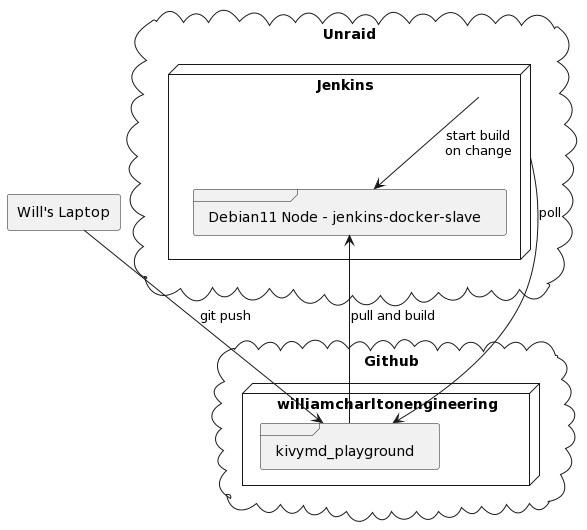 Unraid
Jenkins
start build
on change
Debian11 Node - jenkins-docker-slave
Will's Laptop
poll
git push
pull and build
Github
williamcharltonengineering
kivymd_playground